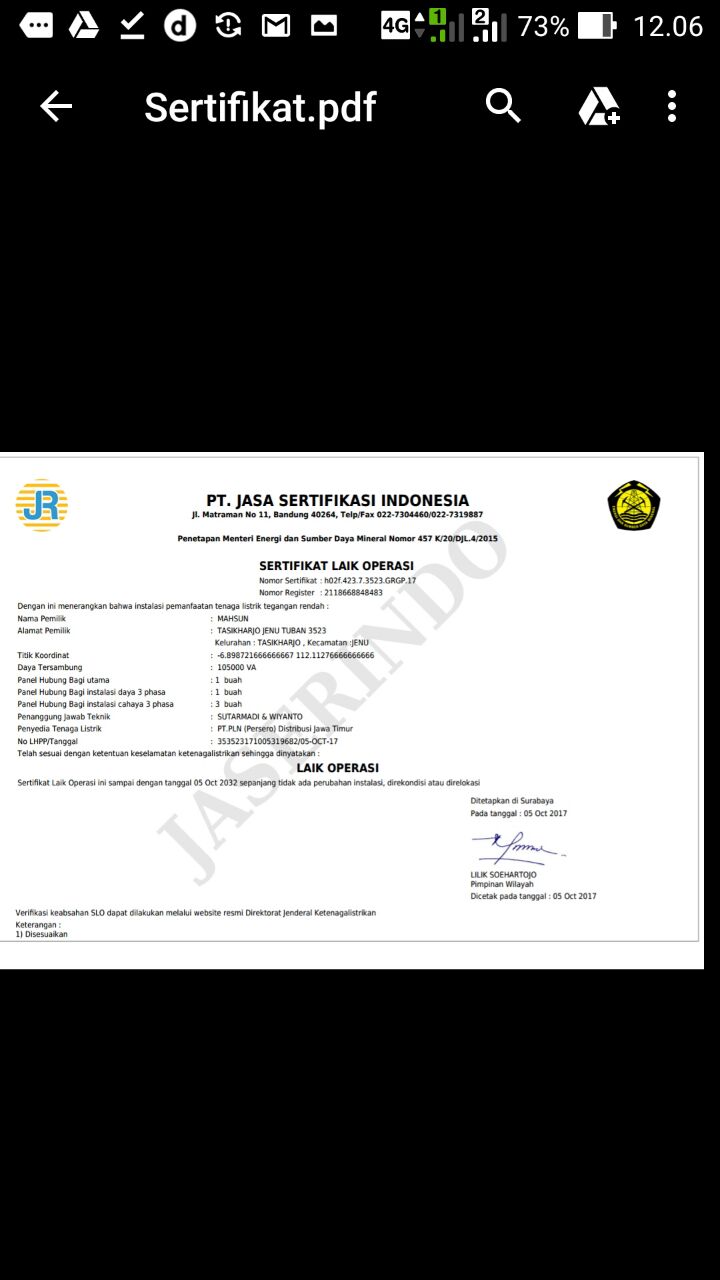 4G 1 2 73% 12.06
Sertifikat.pdf
JR
PT. JASA SERTIFIKASI INDONESIA
Jl. Matraman No 11, Bandung 40264, Telp/Fax 022-7304460/022-7319887
Penetapan Menteri Energi dan Sumber Daya Mineral Nomor 457 K/20/DJL.4/2015
SERTIFIKAT LAIK OPERASI
Nomor Sertifikat : h02f.423.7.3523.GRGP.17
Nomor Register : 2118668848483
Dengan ini menerangkan bahwa instalasi pemanfaatan tenaga listrik tegangan rendah :
Nama Pemilik : MAHSUN
Alamat Pemilik : TASIKHARJO JENU TUBAN 3523
Kelurahan : TASIKHARJO , Kecamatan :JENU
Titik Koordinat : -6.898721666666667 112.11276666666666
Daya Tersambung : 105000 VA
Panel Hubung Bagi utama : 1 buah
Panel Hubung Bagi instalasi daya 3 phasa : 1 buah
Panel Hubung Bagi instalasi cahaya 3 phasa : 3 buah
Penanggung Jawab Teknik : SUTARMADI & WIYANTO
Penyedia Tenaga Listrik : PT.PLN (Persero) Distribusi Jawa Timur
No LHPP/Tanggal : 353523171005319682/05-OCT-17
Telah sesuai dengan ketentuan keselamatan ketenagalistrikan sehingga dinyatakan :
LAIK OPERASI
Sertifikat Laik Operasi ini sampai dengan tanggal 05 Oct 2032 sepanjang tidak ada perubahan instalasi, direkondisi atau direlokasi
JASERINDO
Ditetapkan di Surabaya
Pada tanggal : 05 Oct 2017
LILIK SOEHARTOJO
Pimpinan Wilayah
Dicetak pada tanggal : 05 Oct 2017
Verifikasi keabsahan SLO dapat dilakukan melalui website resmi Direktorat Jenderal Ketenagalistrikan
Keterangan :
1) Disesuaikan